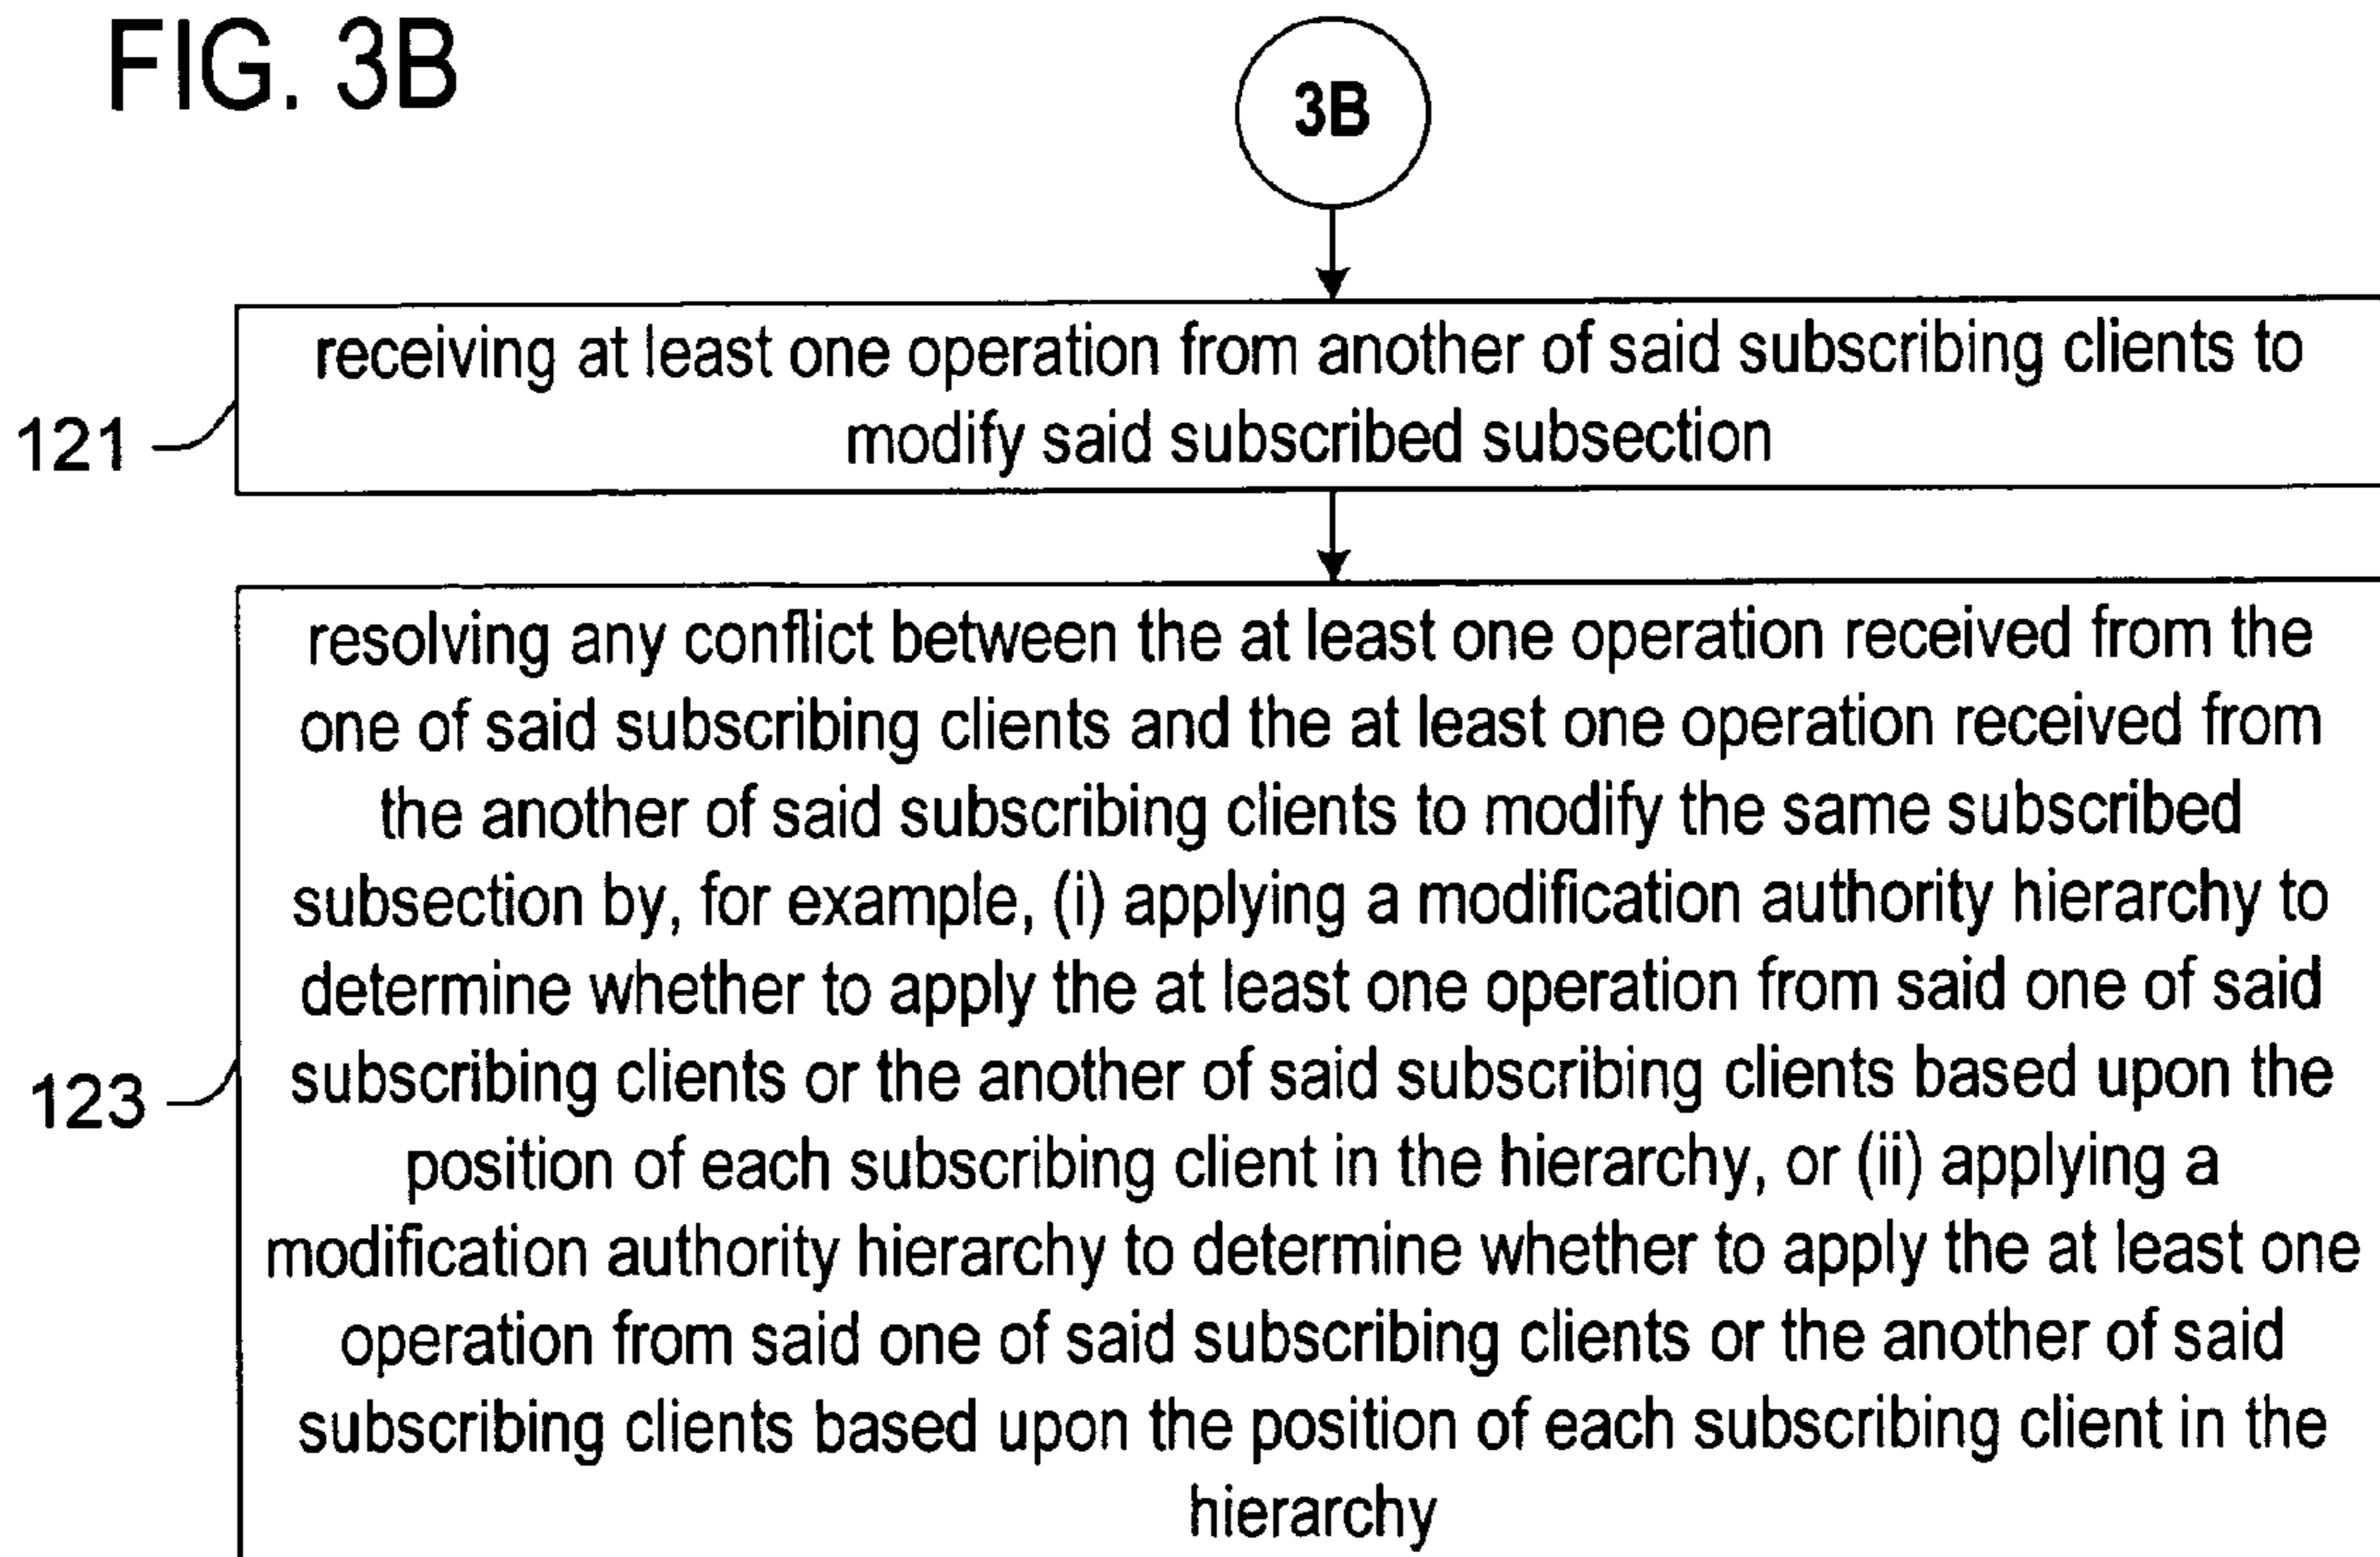 FIG. 3B
3B
receiving at least one operation from another of said subscribing clients to
modify said subscribed subsection
121
resolving any conflict between the at least one operation received from the
one of said subscribing clients and the at least one operation received from
the another of said subscribing clients to modify the same subscribed
subsection by, for example, (i) applying a modification authority hierarchy to
determine whether to apply the at least one operation from said one of said
subscribing clients or the another of said subscribing clients based upon the
123
position of each subscribing client in the hierarchy, or (ii) applying a
modification authority hierarchy to determine whether to apply the at least one
operation from said one of said subscribing clients or the another of said
subscribing clients based upon the position of each subscribing client in the
hierarchy